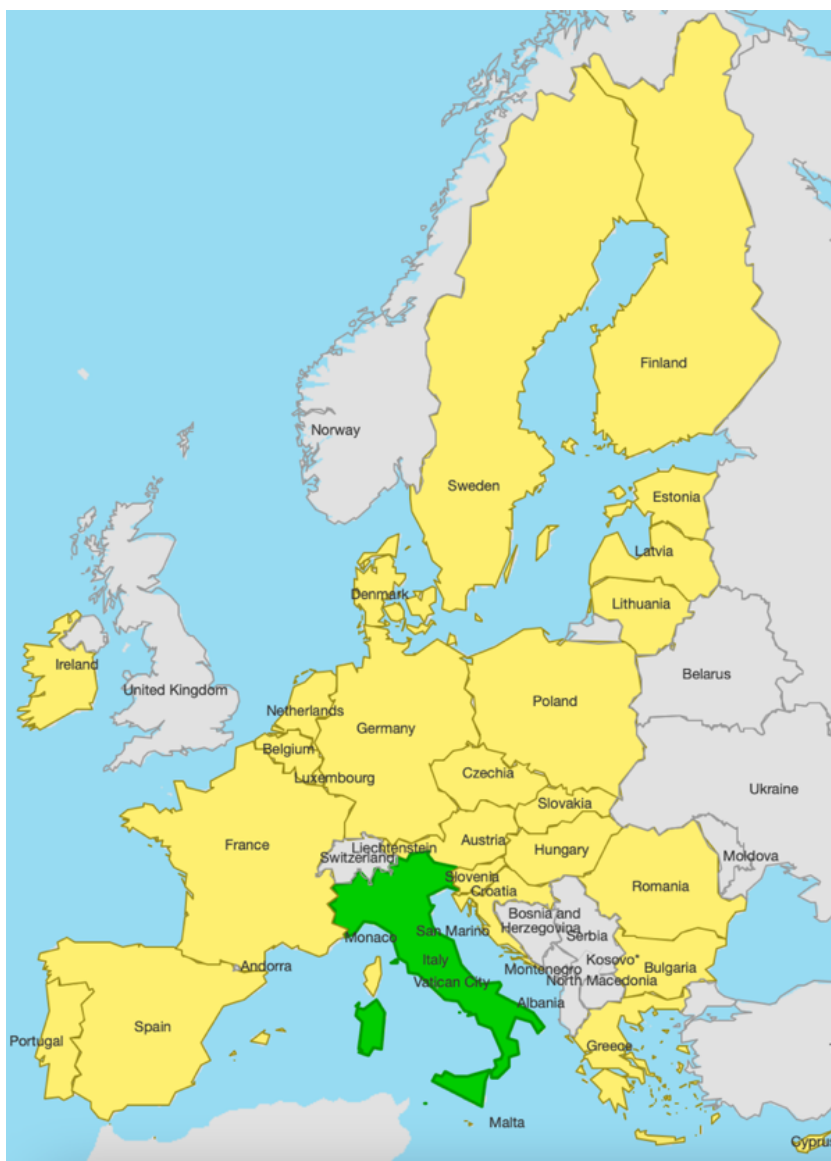 Finland
Norway
Sweden
Estonia
Latvia
Denmark
Lithuania
Ireland
Belarus
United Kingdom
Poland
Netherlands
Germany
Belgium
Czechia
Luxembourg
Ukraine
Slovakia
Austria
France
Liechtenstein
Hungary
Switzerland
Moldova
Slovenia
Romania
Croatia
Bosnia and
Herzegovina
San Marino
Serbia
Monaco
Italy
Kosovo*
Andorra
Montenegro
Bulgaria
Vatican City
North Macedonia
Albania
Spain
Portugal
Greece
Malta
Cyprus